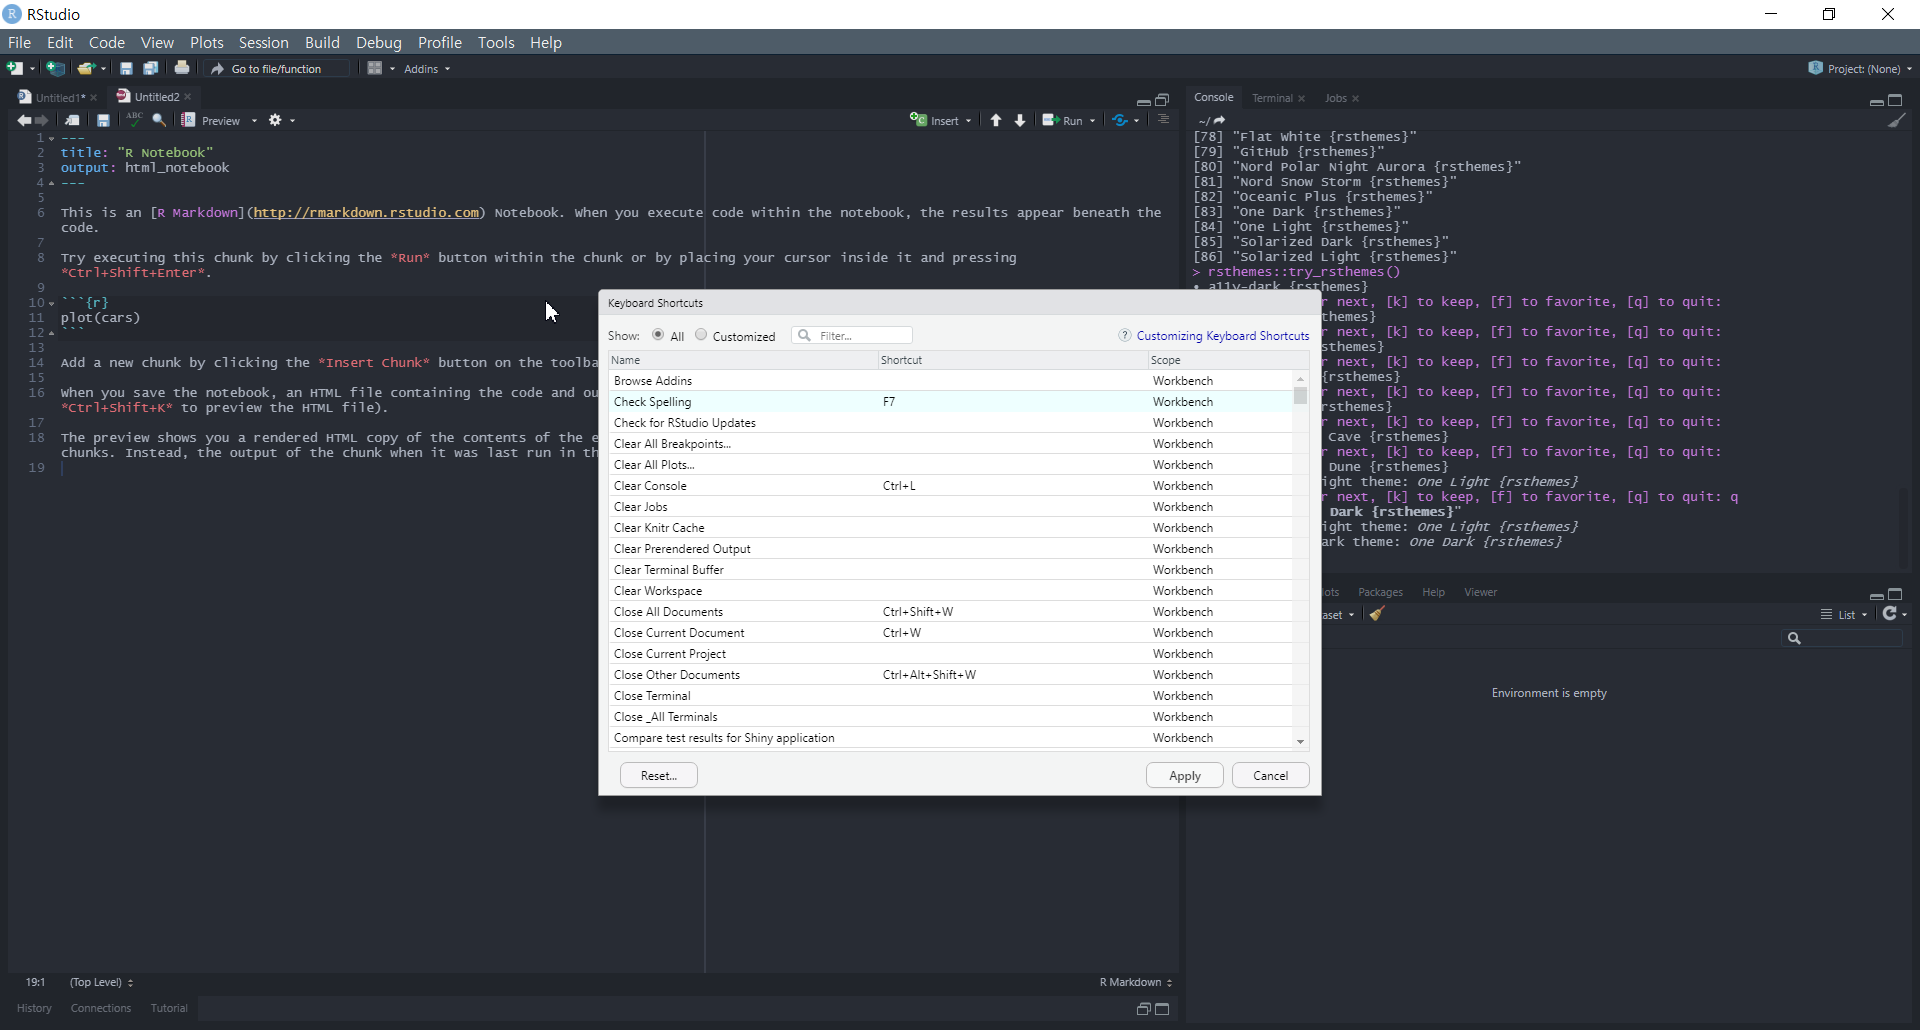 RStudio
File Edit Code View Plots Session Build Debug Profile Tools Help
Go to file/function Addins Project: (None)
Untitled1* Untitled2
ABC Preview Insert Run
1 ---
2 title: "R Notebook"
3 output: html_notebook
4 ---
5
6 This is an [R Markdown](http://rmarkdown.rstudio.com) Notebook. When you execute code within the notebook, the results appear beneath the
code.
7
8 Try executing this chunk by clicking the *Run* button within the chunk or by placing your cursor inside it and pressing
*Ctrl+Shift+Enter*.
9
10 ```{r}
11 plot(cars)
12 ```
13
14 Add a new chunk by clicking the *Insert Chunk* button on the toolba
15
16 When you save the notebook, an HTML file containing the code and ou
*Ctrl+Shift+K* to preview the HTML file).
17
18 The preview shows you a rendered HTML copy of the contents of the e
chunks. Instead, the output of the chunk when it was last run in th
19
19:1 (Top Level) R Markdown
History Connections Tutorial
Console Terminal Jobs
~/
[78] "Flat White {rsthemes}"
[79] "GitHub {rsthemes}"
[80] "Nord Polar Night Aurora {rsthemes}"
[81] "Nord Snow Storm {rsthemes}"
[82] "Oceanic Plus {rsthemes}"
[83] "One Dark {rsthemes}"
[84] "One Light {rsthemes}"
[85] "Solarized Dark {rsthemes}"
[86] "Solarized Light {rsthemes}"
> rsthemes::try_rsthemes()
• a11y-dark {rsthemes}
r next, [k] to keep, [f] to favorite, [q] to quit:
themes}
r next, [k] to keep, [f] to favorite, [q] to quit:
sthemes}
r next, [k] to keep, [f] to favorite, [q] to quit:
{rsthemes}
r next, [k] to keep, [f] to favorite, [q] to quit:
rsthemes}
r next, [k] to keep, [f] to favorite, [q] to quit:
Cave {rsthemes}
r next, [k] to keep, [f] to favorite, [q] to quit:
Dune {rsthemes}
ight theme: One Light {rsthemes}
r next, [k] to keep, [f] to favorite, [q] to quit: q
Dark {rsthemes}"
ight theme: One Light {rsthemes}
ark theme: One Dark {rsthemes}
lots Packages Help Viewer
aset List
Environment is empty
Keyboard Shortcuts
Show: All Customized Filter... ? Customizing Keyboard Shortcuts
Name Shortcut Scope
Browse Addins Workbench
Check Spelling F7 Workbench
Check for RStudio Updates Workbench
Clear All Breakpoints... Workbench
Clear All Plots... Workbench
Clear Console Ctrl+L Workbench
Clear Jobs Workbench
Clear Knitr Cache Workbench
Clear Prerendered Output Workbench
Clear Terminal Buffer Workbench
Clear Workspace Workbench
Close All Documents Ctrl+Shift+W Workbench
Close Current Document Ctrl+W Workbench
Close Current Project Workbench
Close Other Documents Ctrl+Alt+Shift+W Workbench
Close Terminal Workbench
Close _All Terminals Workbench
Compare test results for Shiny application Workbench
Reset... Apply Cancel